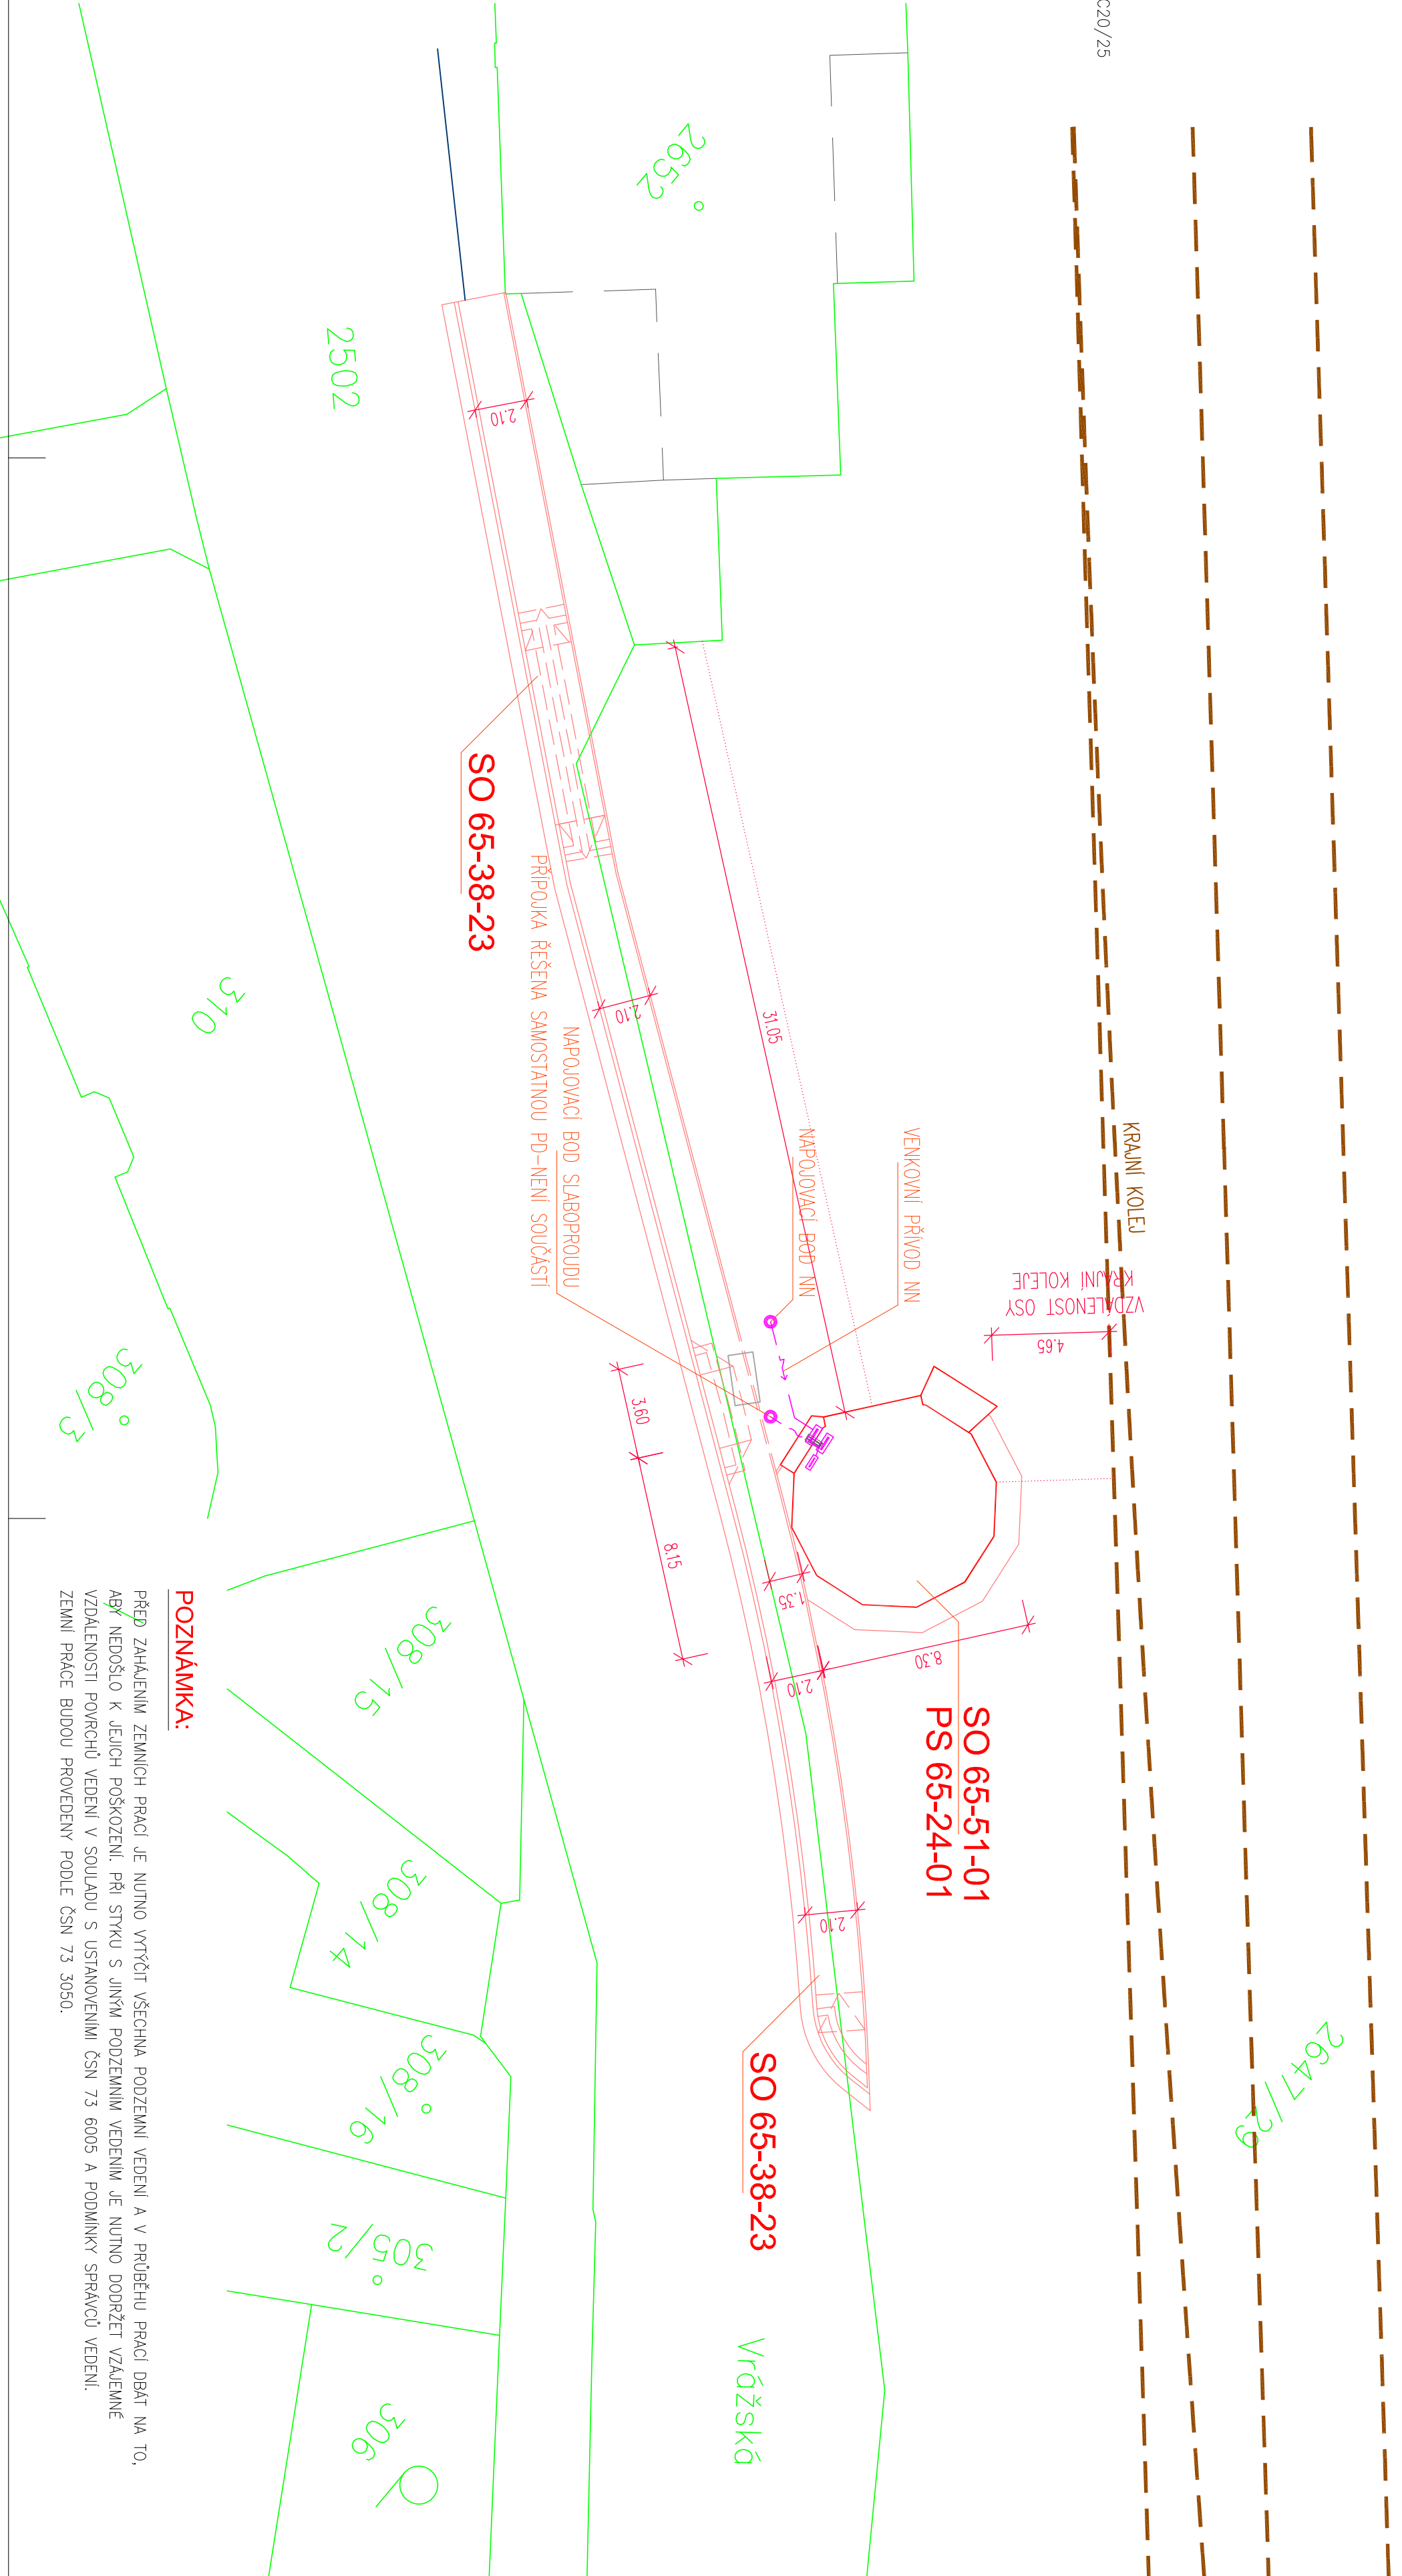 C20/25
2652
2502
2.10
SO 65-38-23
PŘÍPOJKA ŘEŠENA SAMOSTATNOU PD-NENÍ SOUČÁSTÍ
NAPOJOVACÍ BOD SLABOPROUDU
2.10
31.05
NAPOJOVACÍ BOD NN
VENKOVNÍ PŘÍVOD NN
KRAJNÍ KOLEJ
VZDÁLENOST OSY
KRAJNÍ KOLEJE
4.65
310
308/3
3.60
8.15
1.35
2.10
8.30
SO 65-51-01
PS 65-24-01
2.10
SO 65-38-23
2647/29
Vrážská
308/15
308/14
308/16
305/2
306
POZNÁMKA:
PŘED ZAHÁJENÍM ZEMNÍCH PRACÍ JE NUTNO VYTÝČIT VŠECHNA PODZEMNÍ VEDENÍ A V PRŮBĚHU PRACÍ DBÁT NA TO,
ABY NEDOŠLO K JEJICH POŠKOZENÍ. PŘI STYKU S JINÝM PODZEMNÍM VEDENÍM JE NUTNO DODRŽET VZÁJEMNÉ
VZDÁLENOSTI POVRCHŮ VEDENÍ V SOULADU S USTANOVENÍMI ČSN 73 6005 A PODMÍNKY SPRÁVCŮ VEDENÍ.
ZEMNÍ PRÁCE BUDOU PROVEDENY PODLE ČSN 73 3050.